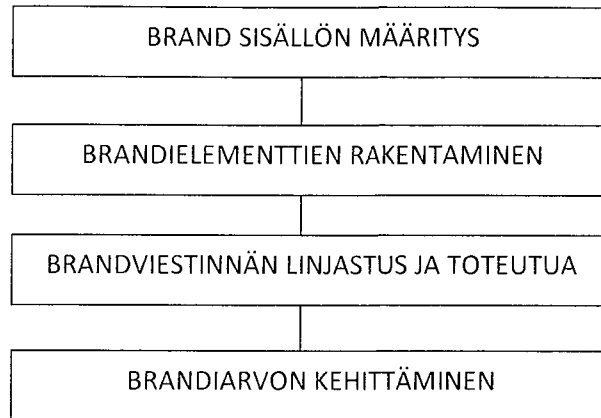 BRAND SISÄLLÖN MÄÄRITYS
BRANDIELEMENTTIEN RAKENTAMINEN
BRANDVIESTINNÄN LINJASTUS JA TOTEUTUA
BRANDIARVON KEHITTÄMINEN